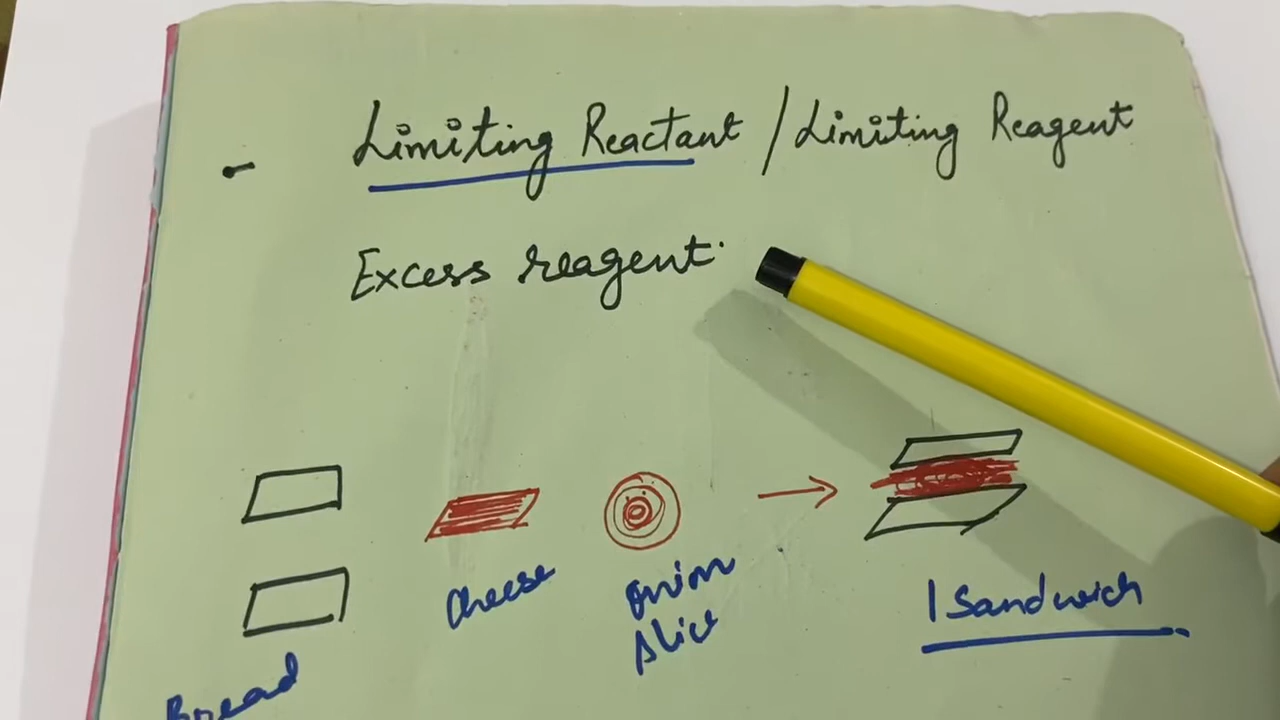 - Limiting Reactant / Limiting Reagent
Excess reagent
Cheese
Onion
Slice
1 Sandwich
Bread